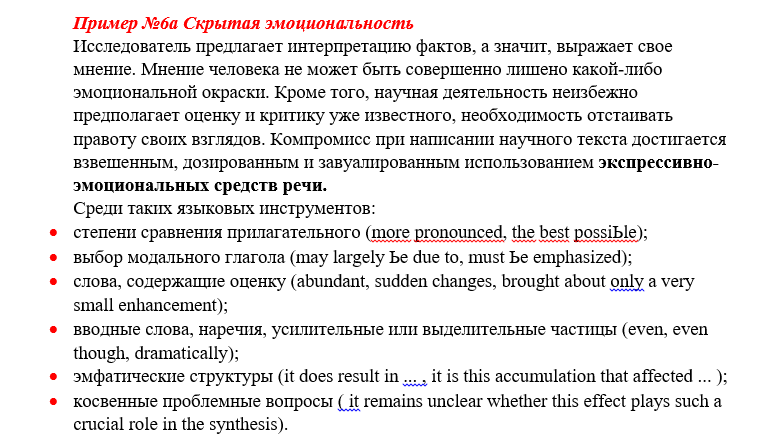 Пример №6а Скрытая эмоциональность
Исследователь предлагает интерпретацию фактов, а значит, выражает свое
мнение. Мнение человека не может быть совершенно лишено какой-либо
эмоциональной окраски. Кроме того, научная деятельность неизбежно
предполагает оценку и критику уже известного, необходимость отстаивать
правоту своих взглядов. Компромисс при написании научного текста достигается
взвешенным, дозированным и завуалированным использованием экспрессивно-
эмоциональных средств речи.
Среди таких языковых инструментов:
• степени сравнения прилагательного (more pronounced, the best possiЬle);
• выбор модального глагола (may largely Ье due to, must Ье emphasized);
• слова, содержащие оценку (abundant, sudden changes, brought about only a very
small enhancement);
• вводные слова, наречия, усилительные или выделительные частицы (even, even
though, dramatically);
• эмфатические структуры (it does result in ... , it is this accumulation that affected ... );
• косвенные проблемные вопросы ( it remains unclear whether this effect plays such a
crucial role in the synthesis).